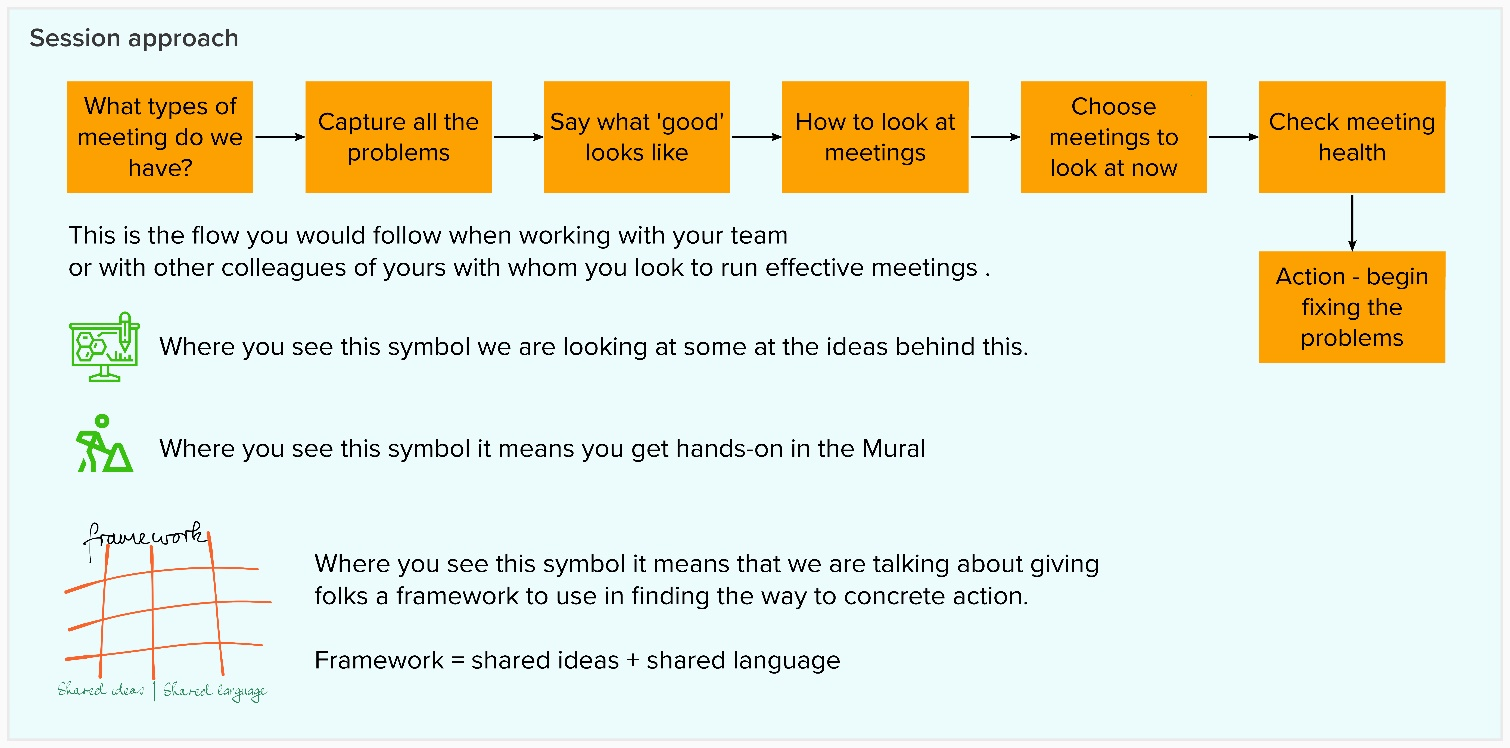 Session approach
What types of
meeting do we
have?
Capture all the
problems
Say what 'good'
looks like
How to look at
meetings
Choose
meetings to
look at now
Check meeting
health
Action - begin
fixing the
problems
This is the flow you would follow when working with your team
or with other colleagues of yours with whom you look to run effective meetings .
Where you see this symbol we are looking at some at the ideas behind this.
Where you see this symbol it means you get hands-on in the Mural
framework
Shared ideas | Shared language
Where you see this symbol it means that we are talking about giving
folks a framework to use in finding the way to concrete action.
Framework = shared ideas + shared language